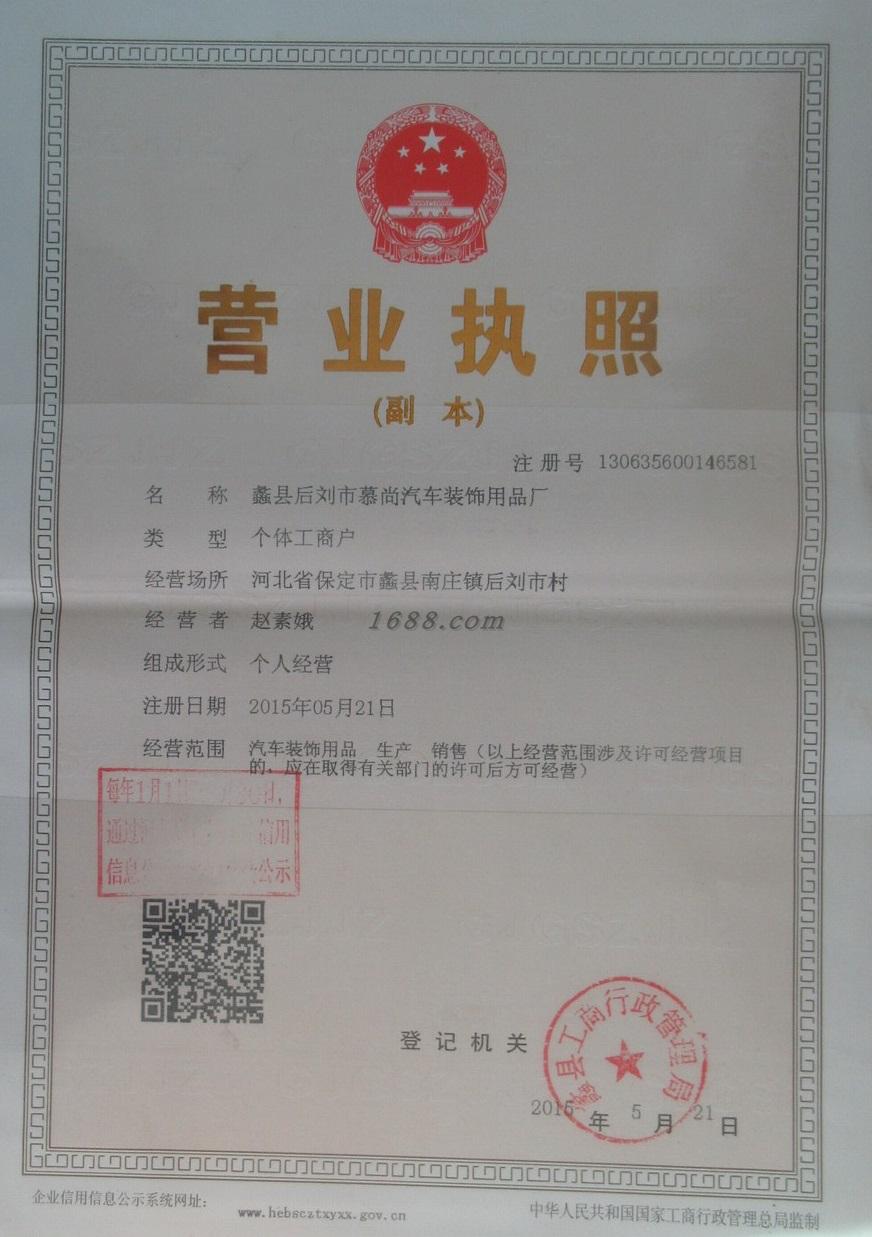 营业执照
(副 本)
注册号 130635600146581
名 称 蠡县后刘市慕尚汽车装饰用品厂
类 型 个体工商户
经营场所 河北省保定市蠡县南庄镇后刘市村
经营者 赵素娥
1688.com
组成形式 个人经营
注册日期 2015年05月21日
经营范围 汽车装饰用品 生产 销售（以上经营范围涉及许可经营项目
的，应在取得有关部门的许可后方可经营）
每年1月1日
通过 信用
信息 公示
登记机关
蠡县工商行政管理局
2015年5月21日
企业信用信息公示系统网址：
www.hebscztxyxx.gov.cn
中华人民共和国国家工商行政管理总局监制